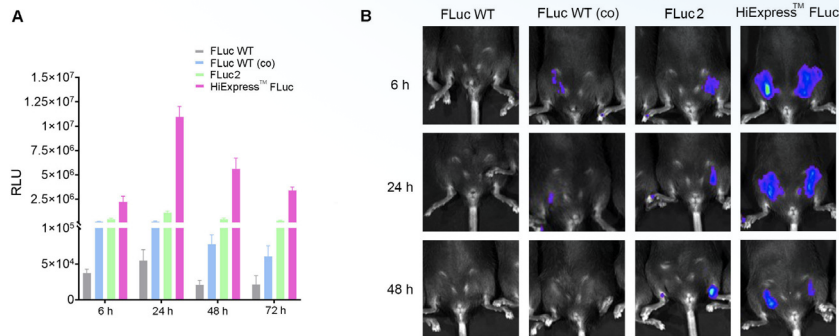 A
FLuc WT
FLuc WT (co)
FLuc2
HiExpress™ FLuc
RLU
1.5×10⁷
1.25×10⁷
1×10⁷
7.5×10⁶
5×10⁶
2.5×10⁶
1×10⁵
5×10⁴
0
6 h
24 h
48 h
72 h
B
FLuc WT
FLuc WT (co)
FLuc2
HiExpress™ FLuc
6 h
24 h
48 h